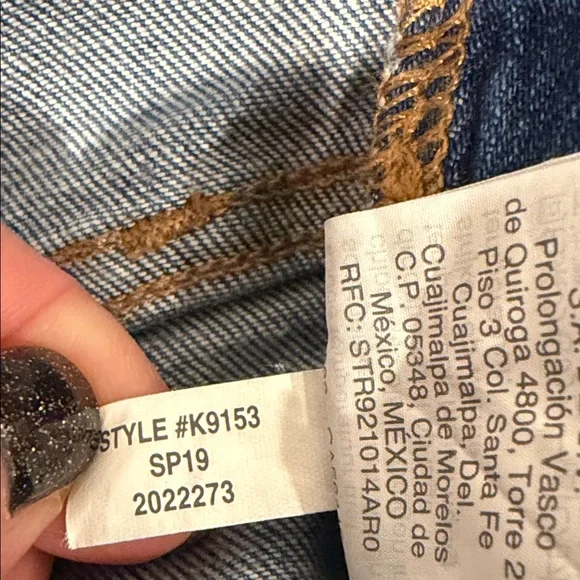 STYLE #K9153
SP19
2022273
Prolongación Vasco
de Quiroga 4800, Torre 2
Piso 3 Col. Santa Fe
Cuajimalpa, Del.
Cuajimalpa de Morelos
C.P. 05348, Ciudad de
México, MÉXICO
RFC: STR921014AR0